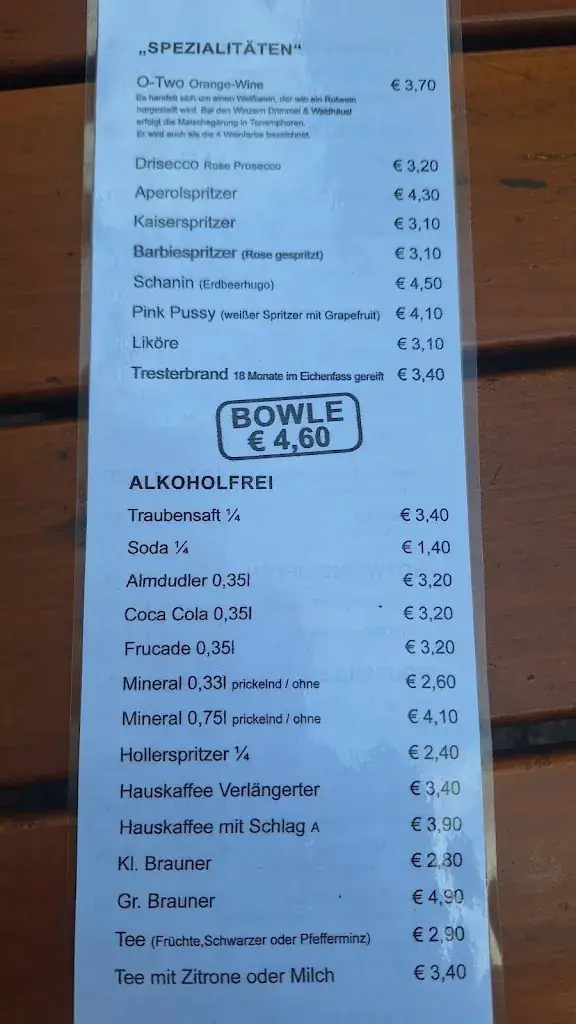 „SPEZIALITÄTEN“
O-Two Orange-Wine € 3,70
Es handelt sich um einen Weißwein, der wie ein Rotwein
hergestellt wird. Bei den Winzern Dammel & Waldhäusl
erfolgt die Maischegärung in Tonamphoren.
Er wird auch als die 4 Weinfarbe bezeichnet.
Drisecco Rose Prosecco € 3,20
Aperolspritzer € 4,30
Kaiserspritzer € 3,10
Barbiespritzer (Rose gespritzt) € 3,10
Schanin (Erdbeerhugo) € 4,50
Pink Pussy (weißer Spritzer mit Grapefruit) € 4,10
Liköre € 3,10
Tresterbrand 18 Monate im Eichenfass gereift € 3,40
BOWLE
€ 4,60
ALKOHOLFREI
Traubensaft ¼ € 3,40
Soda ¼ € 1,40
Almdudler 0,35l € 3,20
Coca Cola 0,35l € 3,20
Frucade 0,35l € 3,20
Mineral 0,33l prickelnd / ohne € 2,60
Mineral 0,75l prickelnd / ohne € 4,10
Hollerspritzer ¼ € 2,40
Hauskaffee Verlängerter € 3,40
Hauskaffee mit Schlag A € 3,90
Kl. Brauner € 2,80
Gr. Brauner € 4,90
Tee (Früchte,Schwarzer oder Pfefferminz) € 2,90
Tee mit Zitrone oder Milch € 3,40